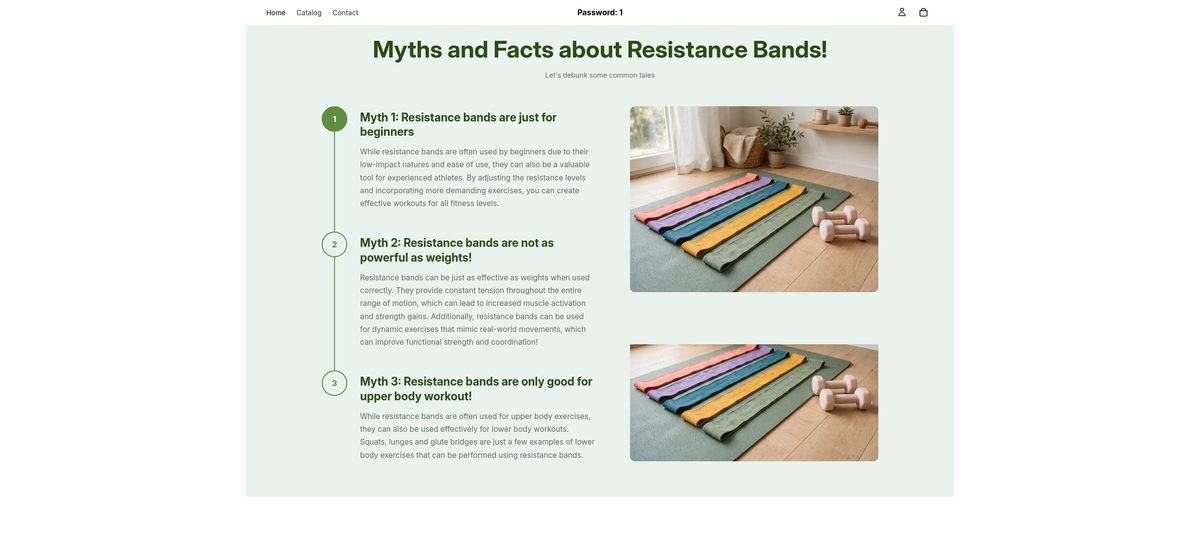 Home Catalog Contact
Password: 1
Myths and Facts about Resistance Bands!
Let's debunk some common tales
1
Myth 1: Resistance bands are just for
beginners
While resistance bands are often used by beginners due to their
low-impact natures and ease of use, they can also be a valuable
tool for experienced athletes. By adjusting the resistance levels
and incorporating more demanding exercises, you can create
effective workouts for all fitness levels.
2
Myth 2: Resistance bands are not as
powerful as weights!
Resistance bands can be just as effective as weights when used
correctly. They provide constant tension throughout the entire
range of motion, which can lead to increased muscle activation
and strength gains. Additionally, resistance bands can be used
for dynamic exercises that mimic real-world movements, which
can improve functional strength and coordination!
3
Myth 3: Resistance bands are only good for
upper body workout!
While resistance bands are often used for upper body exercises,
they can also be used effectively for lower body workouts.
Squats, lunges and glute bridges are just a few examples of lower
body exercises that can be performed using resistance bands.